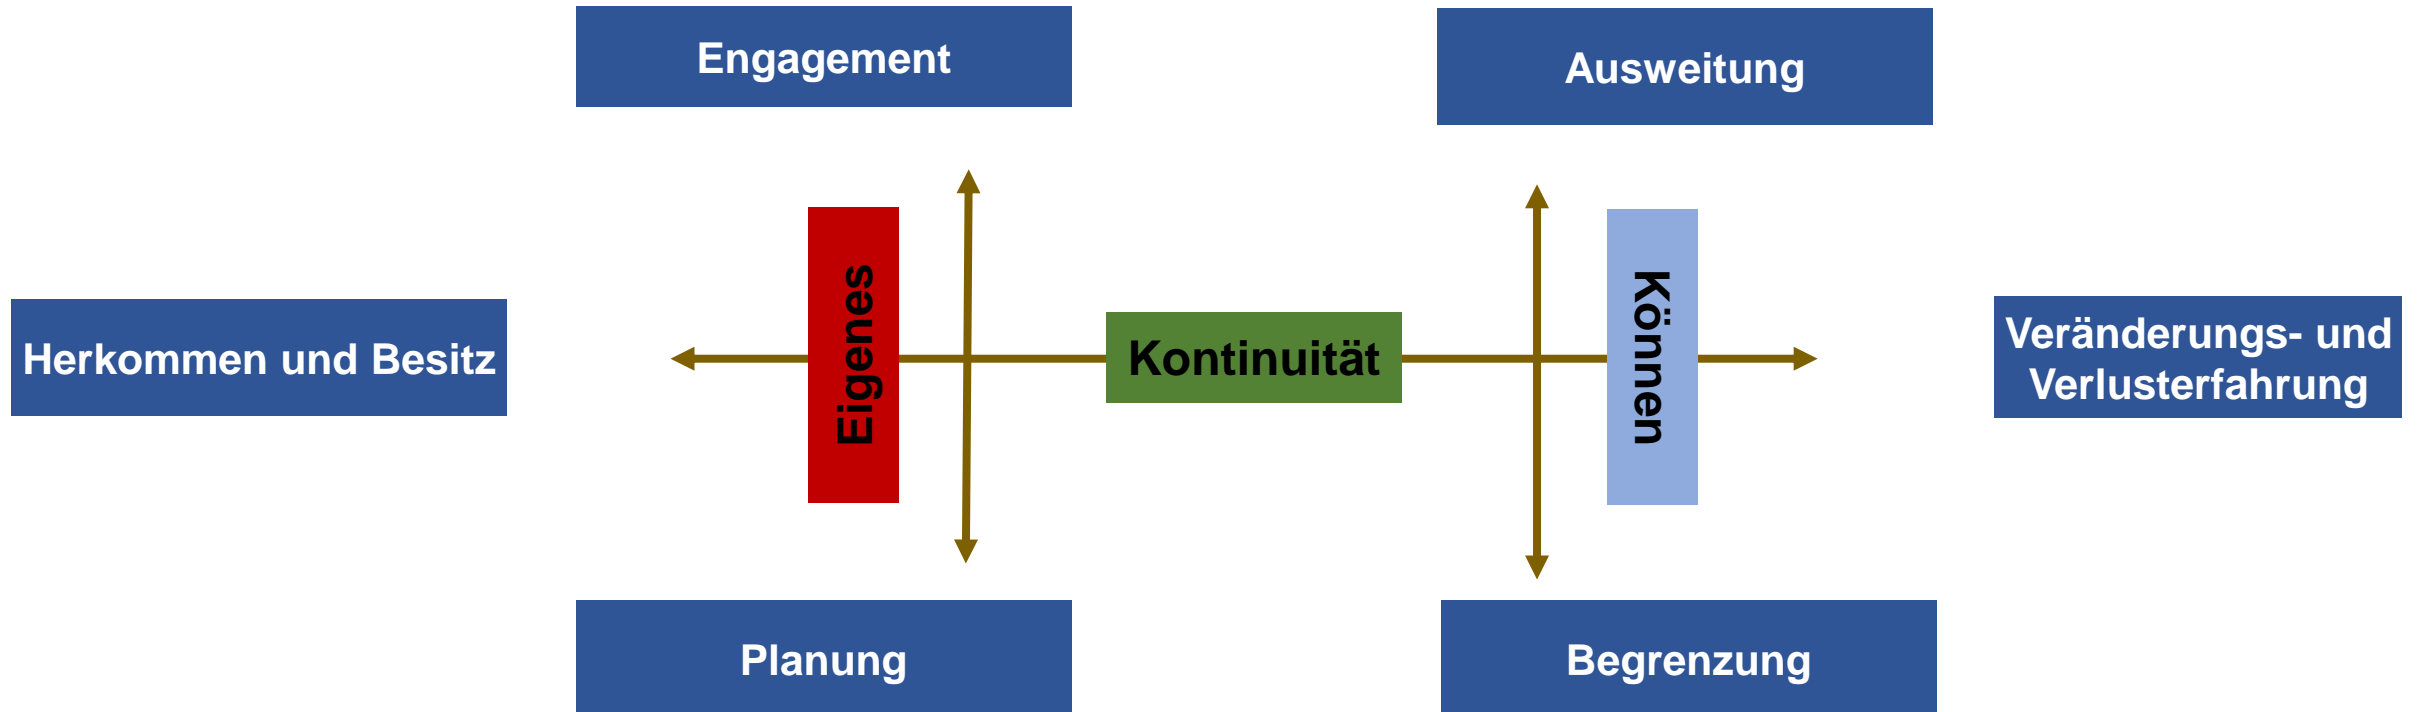 Engagement
Ausweitung
Eigenes
Können
Herkommen und Besitz
Kontinuität
Veränderungs- und
Verlusterfahrung
Planung
Begrenzung